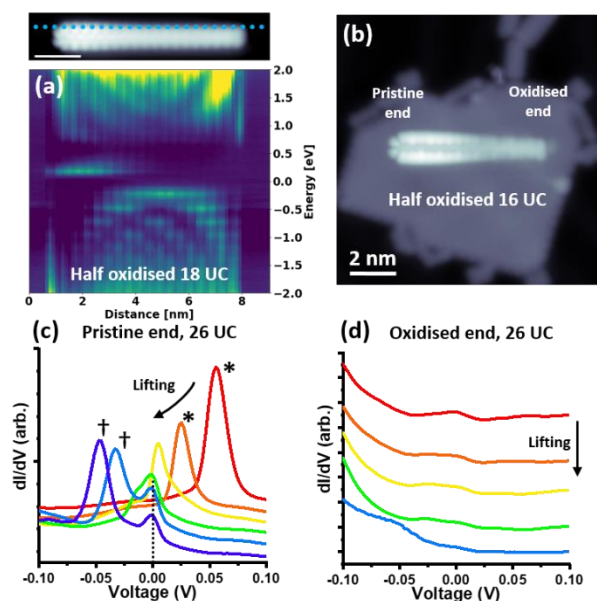 (a)
2.0
1.5
1.0
0.5
0.0
-0.5
-1.0
-1.5
-2.0
Energy [eV]
Half oxidised 18 UC
0 2 4 6 8 10
Distance [nm]
(b)
Pristine end
Oxidised end
Half oxidised 16 UC
2 nm
(c) Pristine end, 26 UC
dI/dV (arb.)
Lifting
*
*
†
†
-0.10 -0.05 0.00 0.05 0.10
Voltage (V)
(d) Oxidised end, 26 UC
dI/dV (arb.)
Lifting
-0.10 -0.05 0.00 0.05 0.10
Voltage (V)